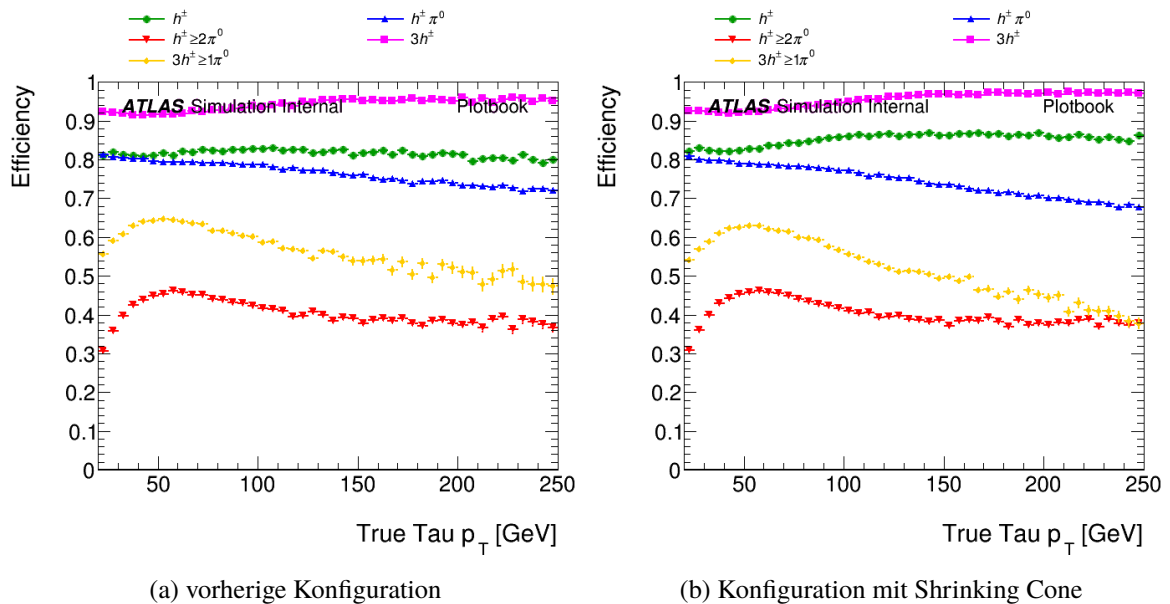 h± h±π⁰
h±≥2π⁰ 3h±
3h±≥1π⁰
Efficiency
ATLAS Simulation Internal Plotbook
1
0.9
0.8
0.7
0.6
0.5
0.4
0.3
0.2
0.1
0
50 100 150 200 250
True Tau p_T [GeV]
(a) vorherige Konfiguration
h± h±π⁰
h±≥2π⁰ 3h±
3h±≥1π⁰
Efficiency
ATLAS Simulation Internal Plotbook
1
0.9
0.8
0.7
0.6
0.5
0.4
0.3
0.2
0.1
0
50 100 150 200 250
True Tau p_T [GeV]
(b) Konfiguration mit Shrinking Cone